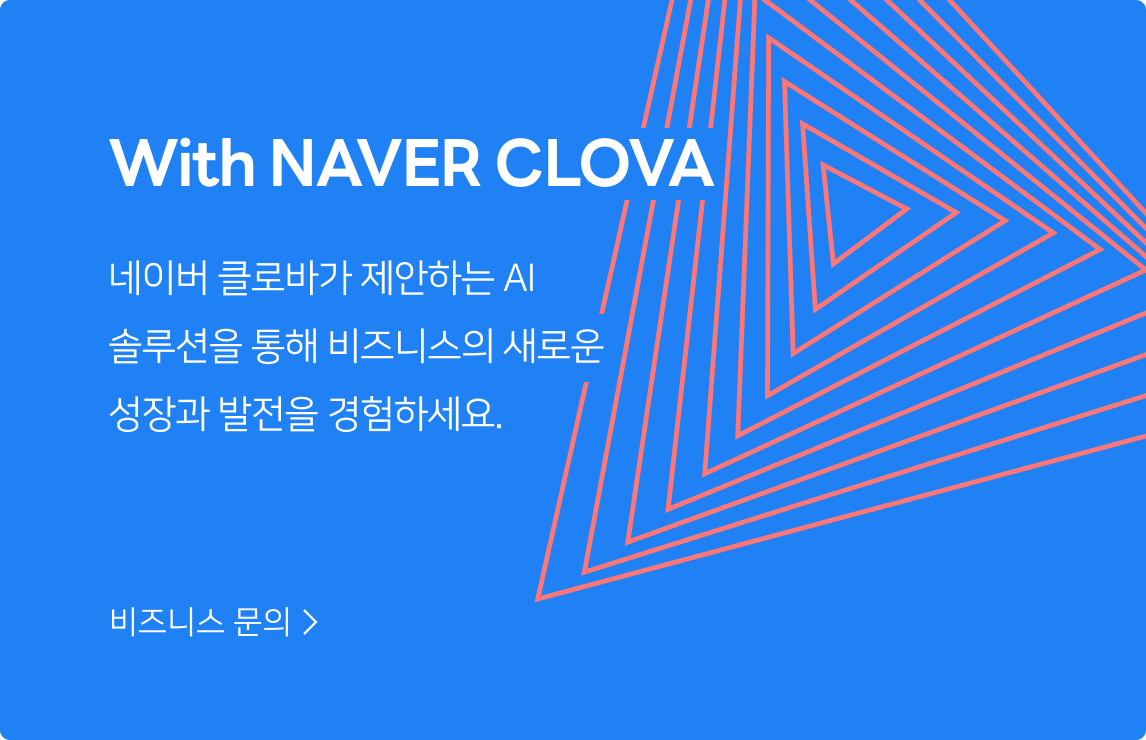 With NAVER CLOVA
네이버 클로바가 제안하는 AI
솔루션을 통해 비즈니스의 새로운
성장과 발전을 경험하세요.
비즈니스 문의 >